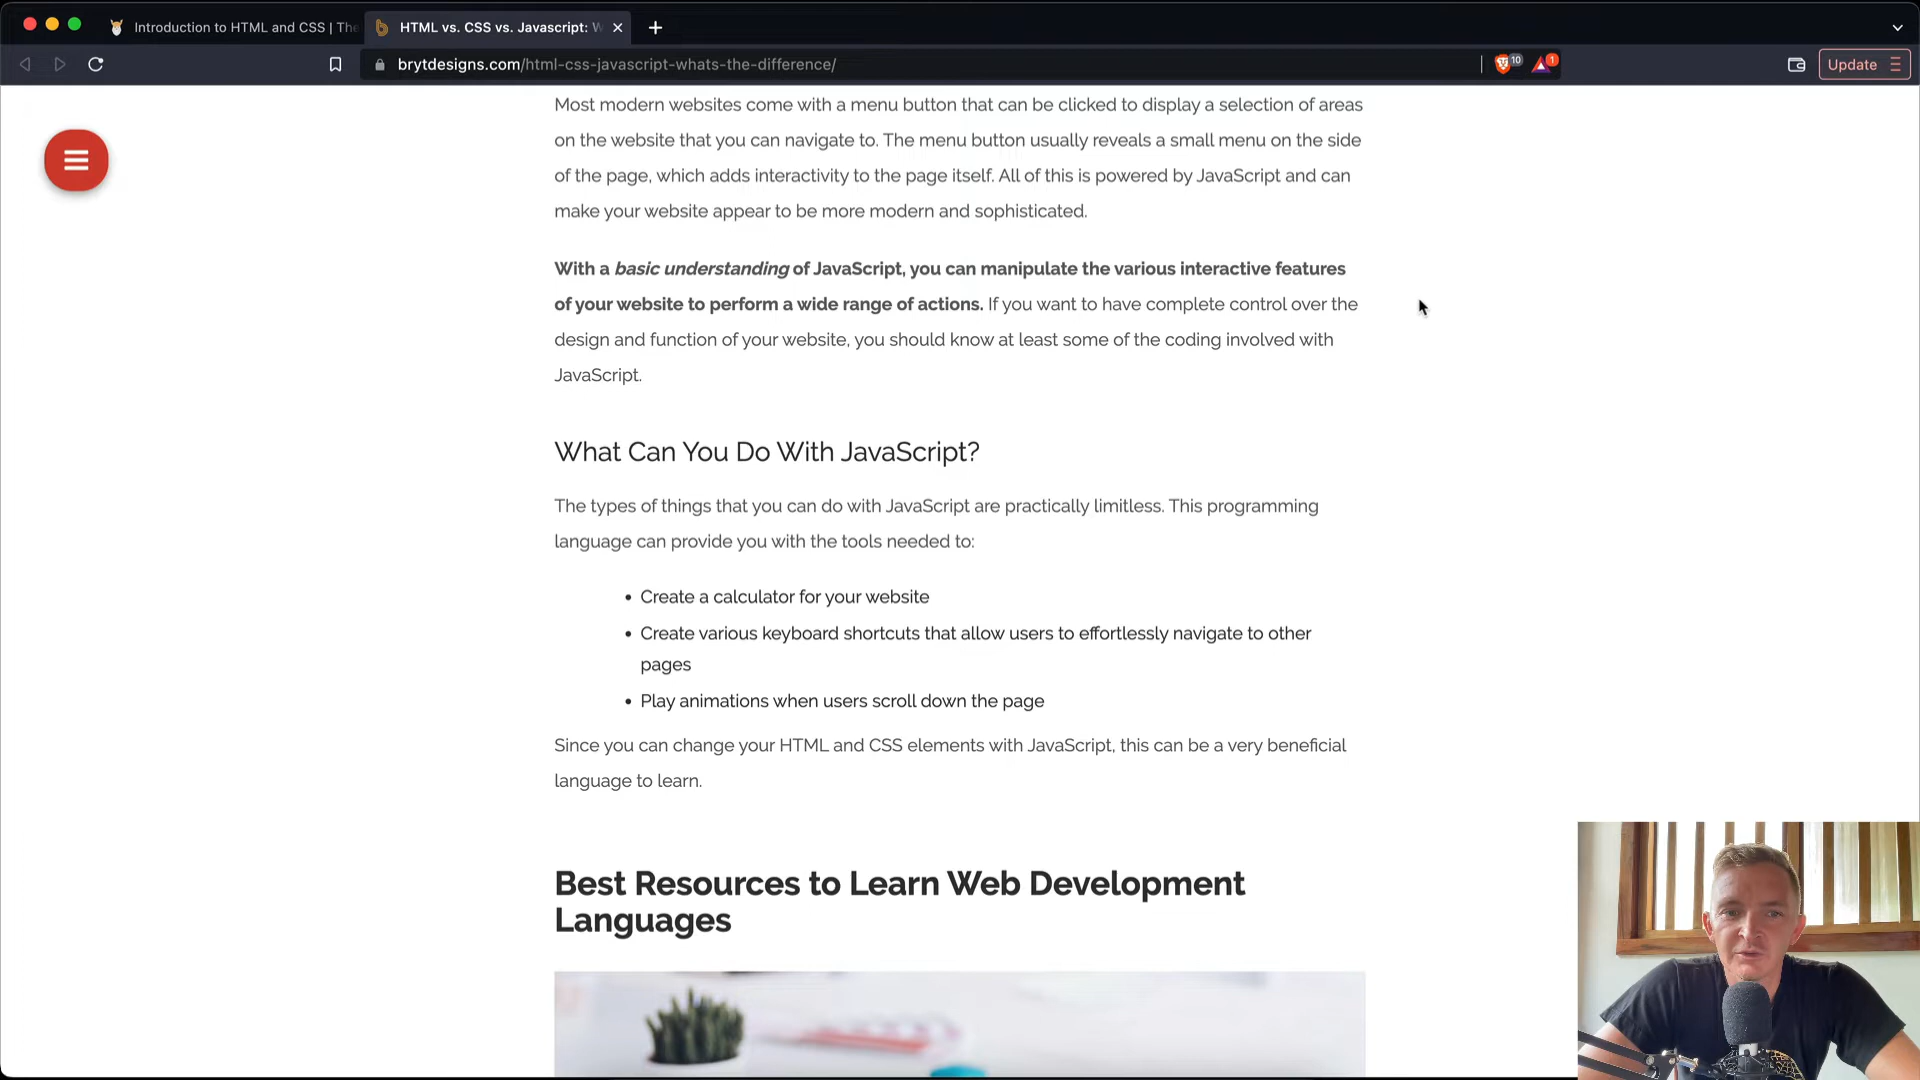 Introduction to HTML and CSS | The
HTML vs. CSS vs. Javascript: W
brytdesigns.com/html-css-javascript-whats-the-difference/
10
1
Update
Most modern websites come with a menu button that can be clicked to display a selection of areas
on the website that you can navigate to. The menu button usually reveals a small menu on the side
of the page, which adds interactivity to the page itself. All of this is powered by JavaScript and can
make your website appear to be more modern and sophisticated.
With a basic understanding of JavaScript, you can manipulate the various interactive features
of your website to perform a wide range of actions. If you want to have complete control over the
design and function of your website, you should know at least some of the coding involved with
JavaScript.
What Can You Do With JavaScript?
The types of things that you can do with JavaScript are practically limitless. This programming
language can provide you with the tools needed to:
• Create a calculator for your website
• Create various keyboard shortcuts that allow users to effortlessly navigate to other
pages
• Play animations when users scroll down the page
Since you can change your HTML and CSS elements with JavaScript, this can be a very beneficial
language to learn.
Best Resources to Learn Web Development
Languages